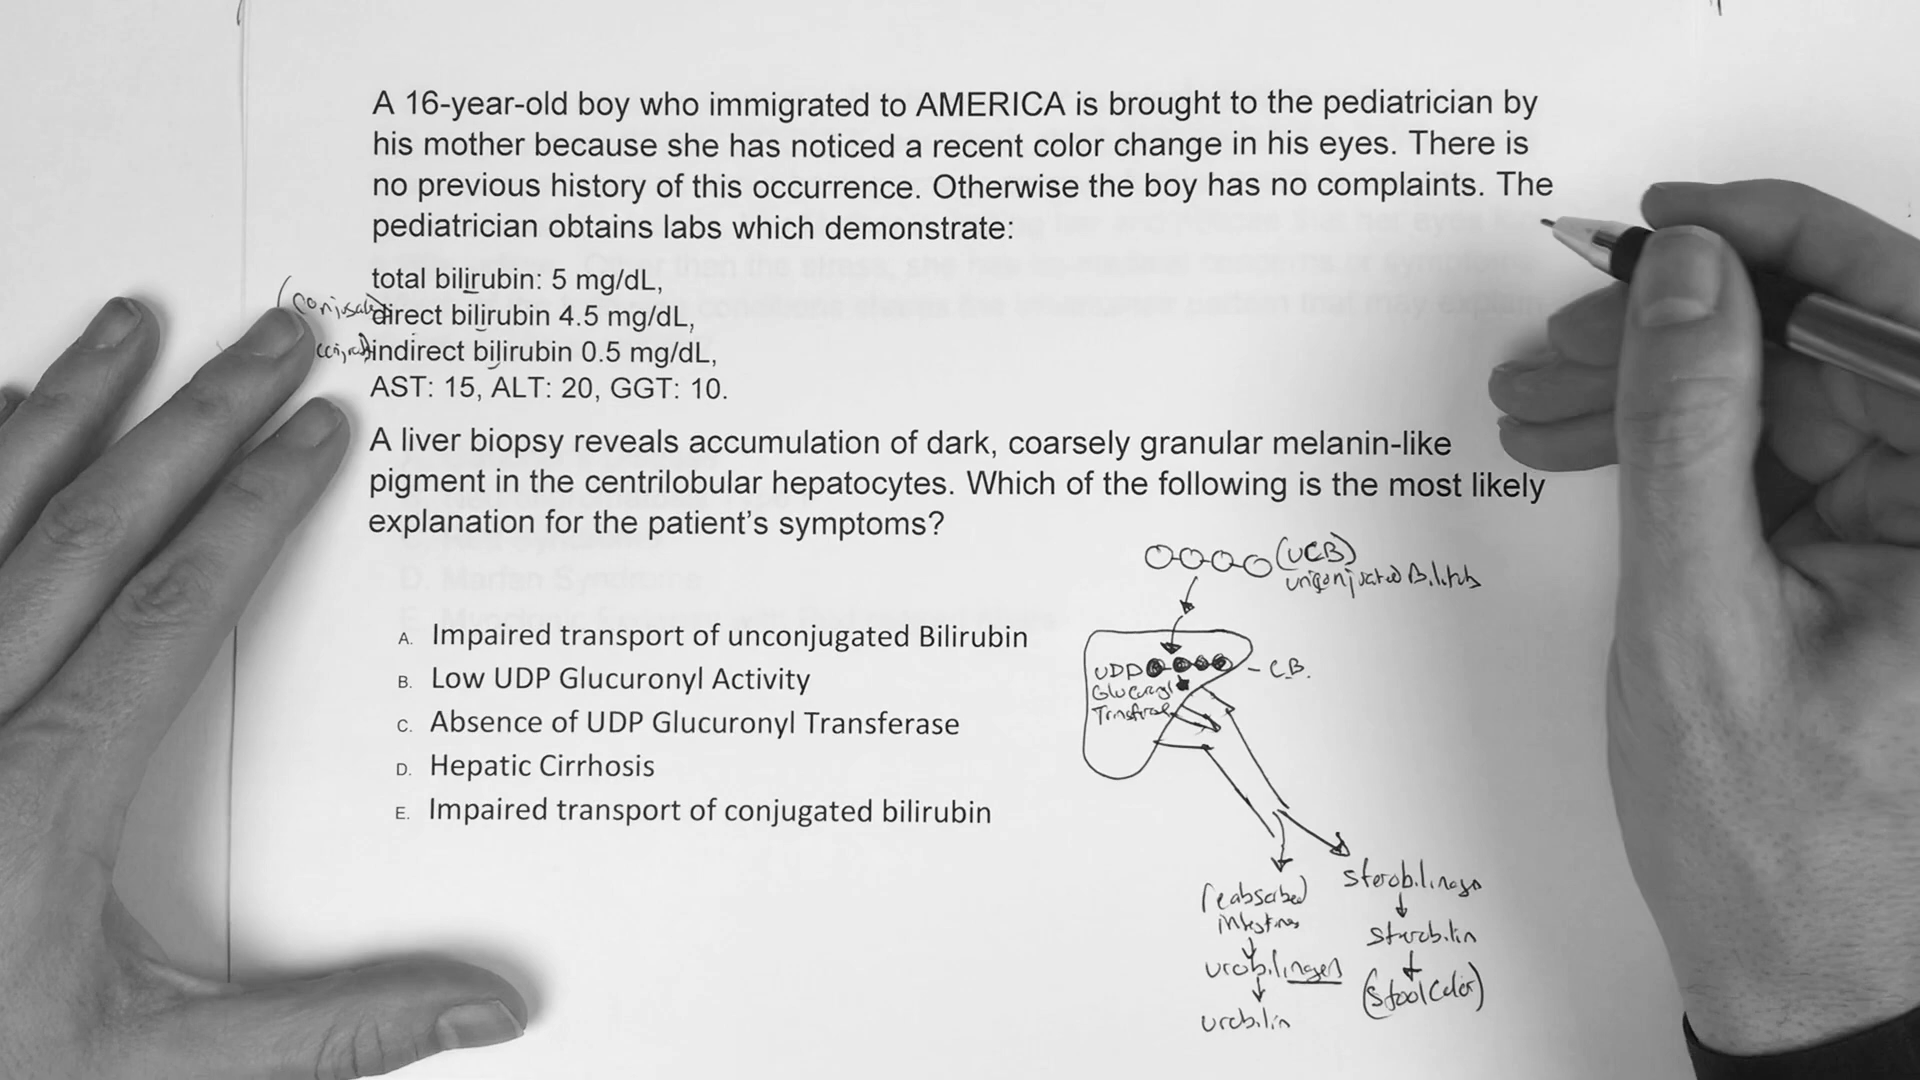 A 16-year-old boy who immigrated to AMERICA is brought to the pediatrician by
his mother because she has noticed a recent color change in his eyes. There is
no previous history of this occurrence. Otherwise the boy has no complaints. The
pediatrician obtains labs which demonstrate:
total bilirubin: 5 mg/dL,
direct bilirubin 4.5 mg/dL,
indirect bilirubin 0.5 mg/dL,
AST: 15, ALT: 20, GGT: 10.
A liver biopsy reveals accumulation of dark, coarsely granular melanin-like
pigment in the centrilobular hepatocytes. Which of the following is the most likely
explanation for the patient's symptoms?
(UCB)
D. Marfan Syndrome
A. Impaired transport of unconjugated Bilirubin
B. Low UDP Glucuronyl Activity
C. Absence of UDP Glucuronyl Transferase
D. Hepatic Cirrhosis
E. Impaired transport of conjugated bilirubin
UDP
- C.B.
(reabsorbed
intestines
urobilinogen
urobilin
(stool color)